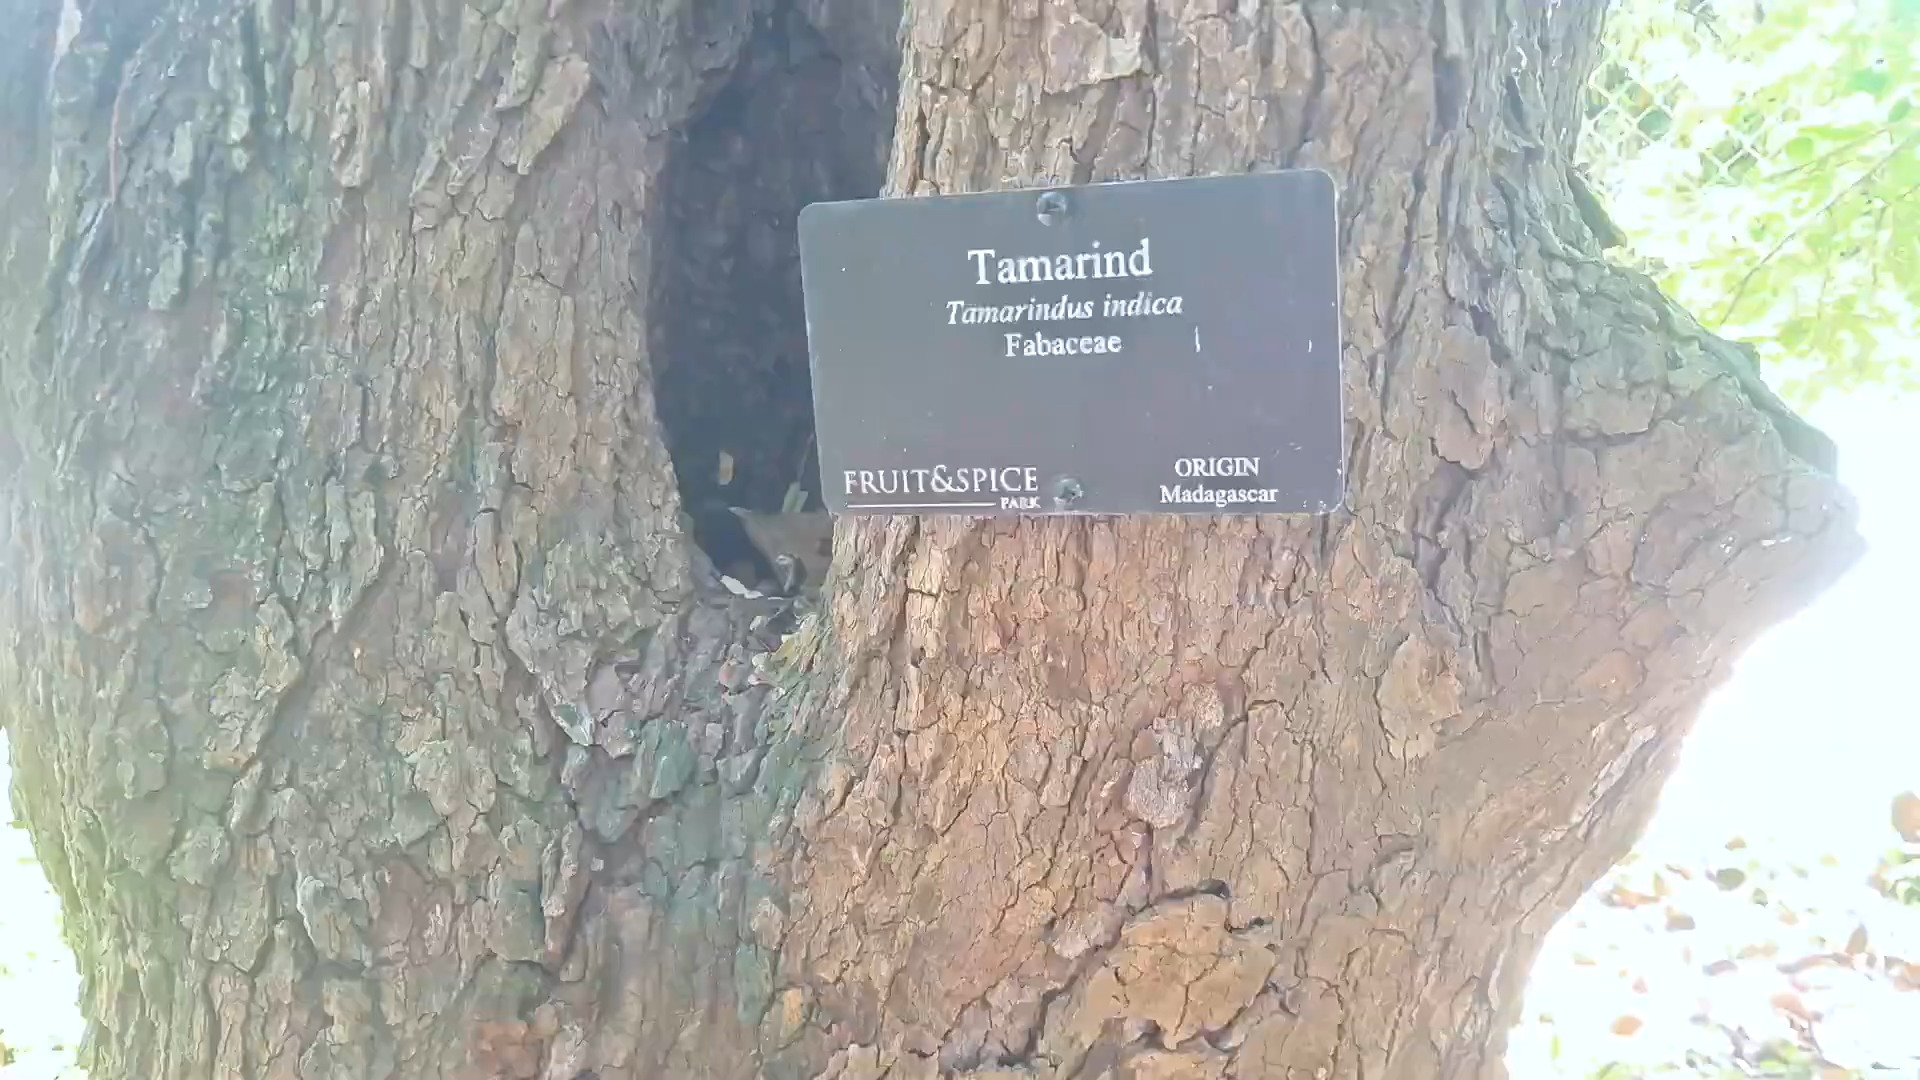 Tamarind
Tamarindus indica
Fabaceae
FRUIT&SPICE
PARK
ORIGIN
Madagascar